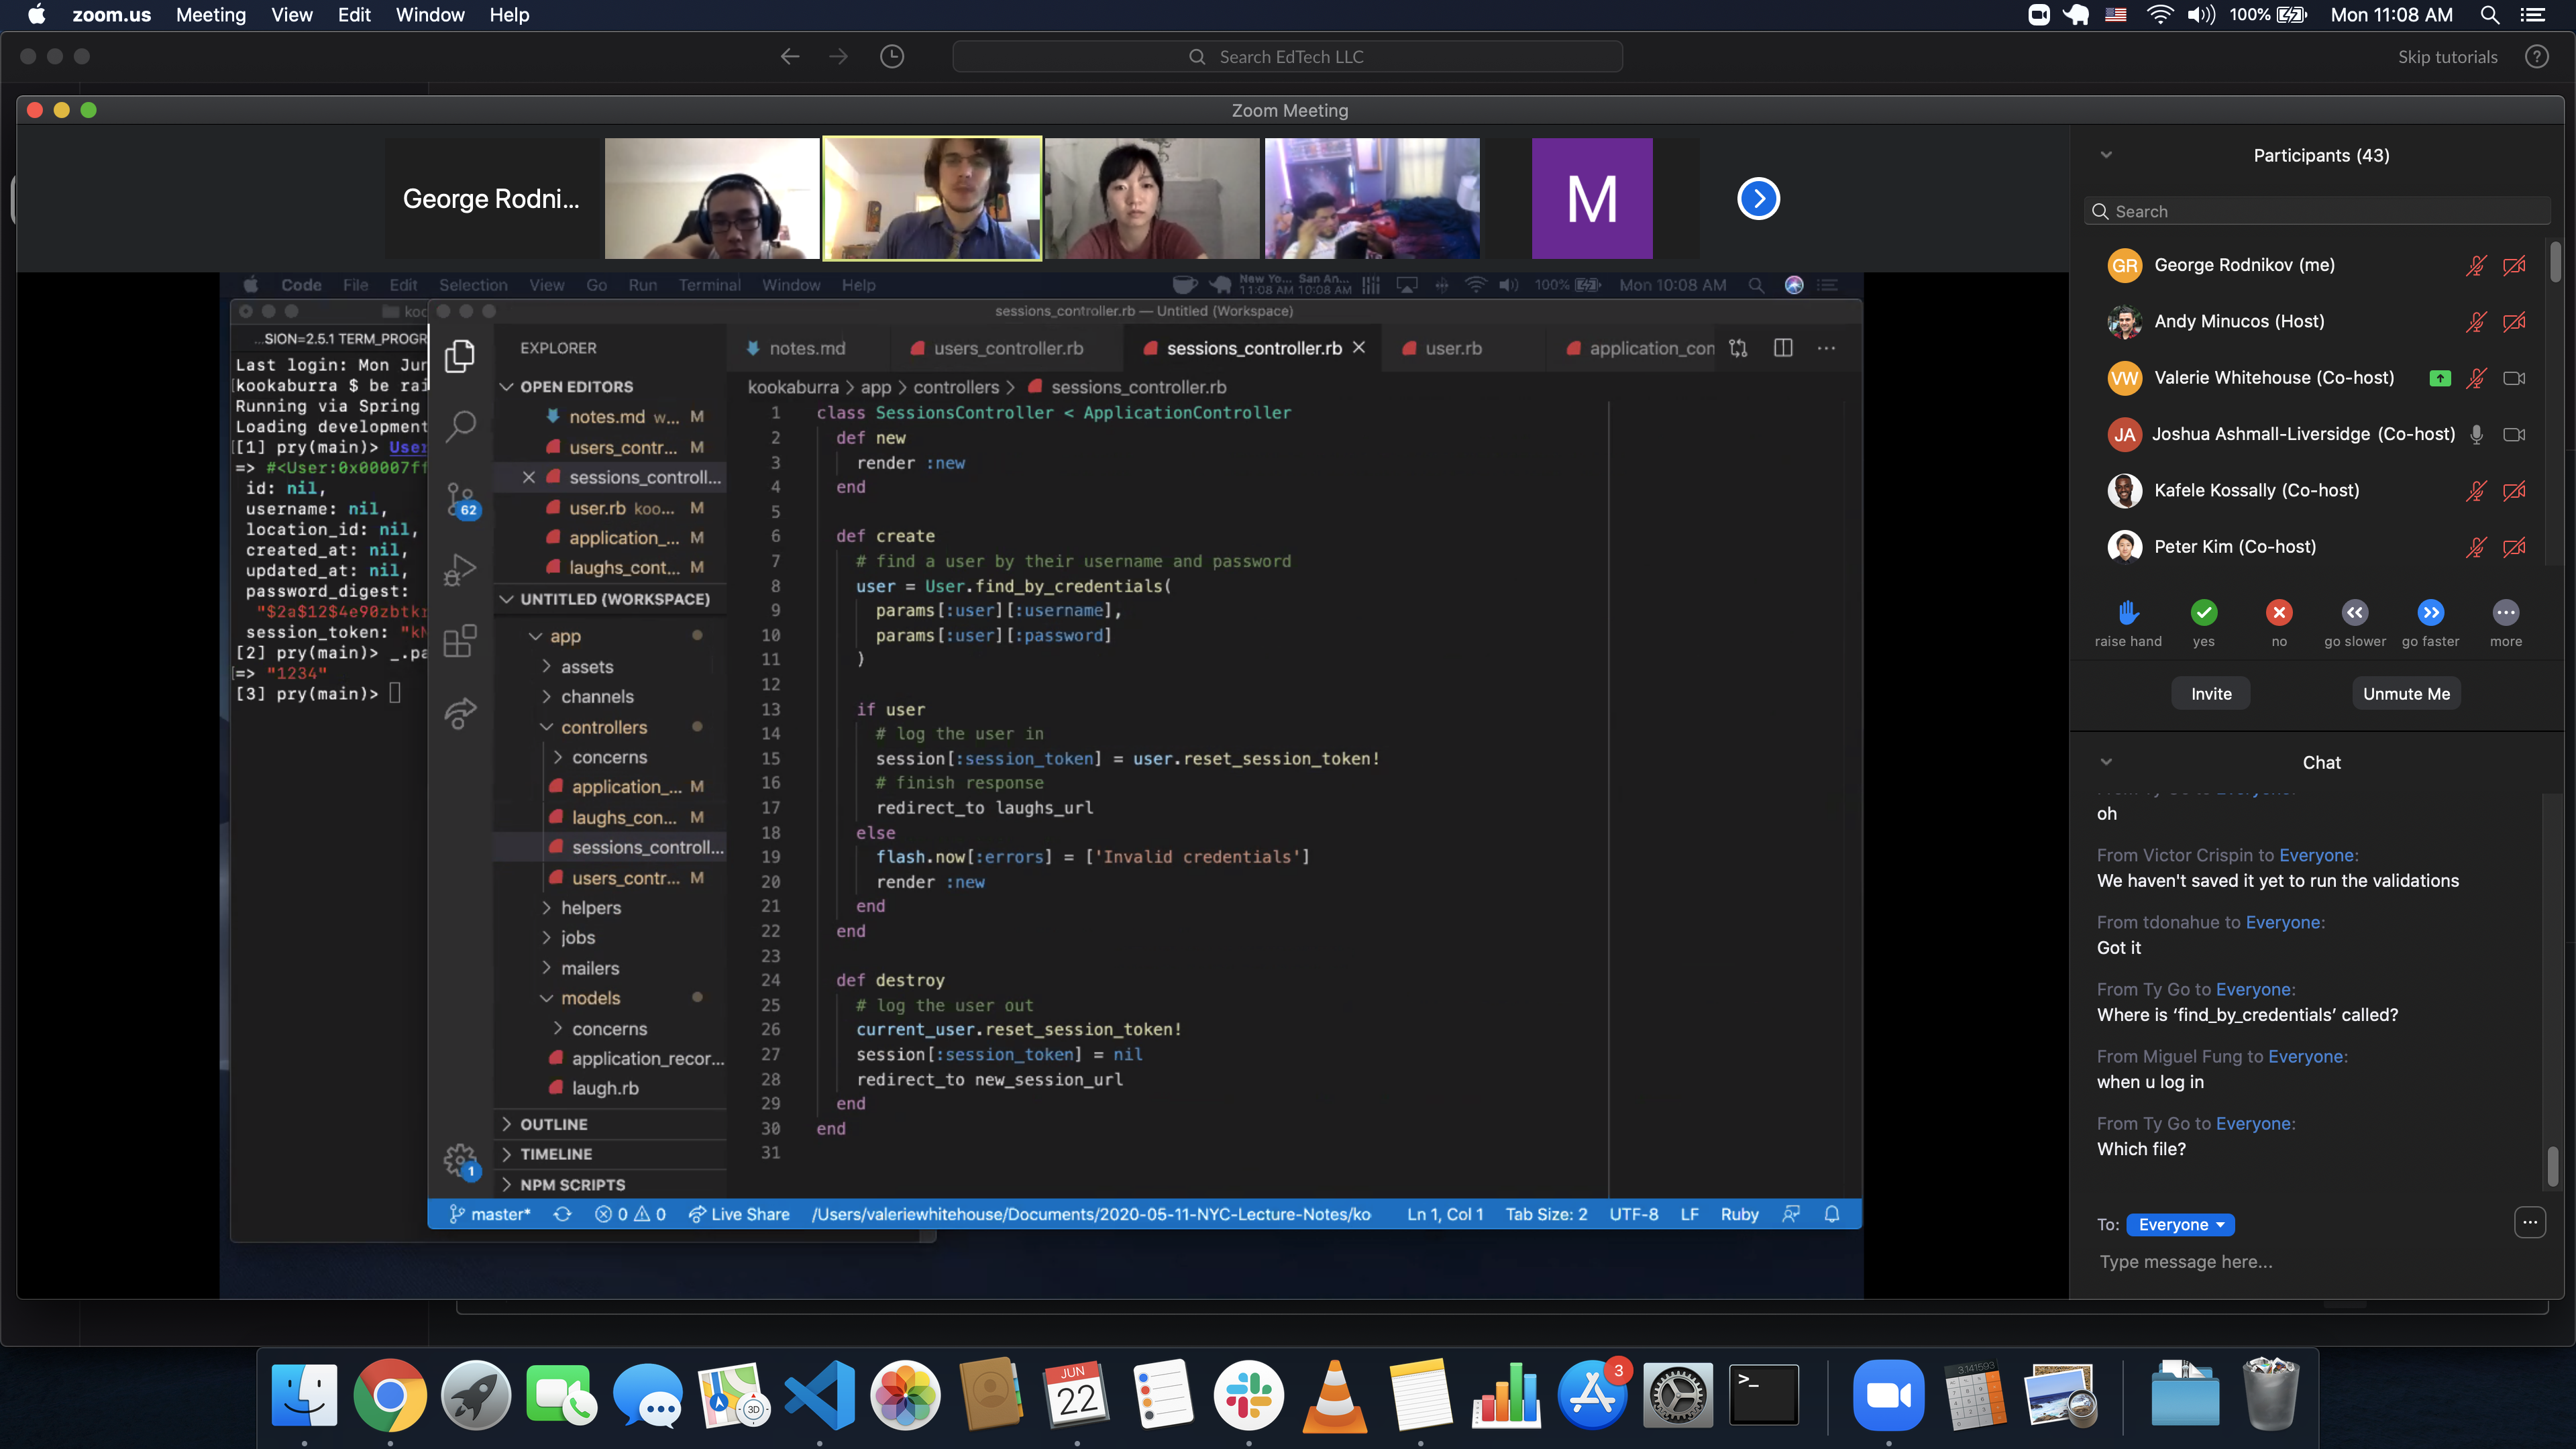 zoom.us Meeting View Edit Window Help
100% Mon 11:08 AM
Search EdTech LLC
Skip tutorials
Zoom Meeting
George Rodni...
M
Code File Edit Selection View Go Run Terminal Window Help
New Yo... San An...
11:08 AM 10:08 AM
100% Mon 10:08 AM
koo
...SION=2.5.1 TERM_PROGR
Last login: Mon Jun
kookaburra $ be rai
Running via Spring
Loading development
[1] pry(main)> User
=> #<User:0x00007ff
id: nil,
username: nil,
location_id: nil,
created_at: nil,
updated_at: nil,
password_digest:
"$2a$12$4e90zbtkr
session_token: "kN
[2] pry(main)> _.pa
=> "1234"
[3] pry(main)>
sessions_controller.rb — Untitled (Workspace)
62
1
EXPLORER
OPEN EDITORS
notes.md w... M
users_contr... M
sessions_controll...
user.rb koo... M
application_... M
laughs_cont... M
UNTITLED (WORKSPACE)
app
assets
channels
controllers
concerns
application_... M
laughs_con... M
sessions_controll...
users_contr... M
helpers
jobs
mailers
models
concerns
application_recor...
laugh.rb
OUTLINE
TIMELINE
NPM SCRIPTS
notes.md
users_controller.rb
sessions_controller.rb
user.rb
application_con
kookaburra > app > controllers > sessions_controller.rb
1 class SessionsController < ApplicationController
2 def new
3 render :new
4 end
5
6 def create
7 # find a user by their username and password
8 user = User.find_by_credentials(
9 params[:user][:username],
10 params[:user][:password]
11 )
12
13 if user
14 # log the user in
15 session[:session_token] = user.reset_session_token!
16 # finish response
17 redirect_to laughs_url
18 else
19 flash.now[:errors] = ['Invalid credentials']
20 render :new
21 end
22 end
23
24 def destroy
25 # log the user out
26 current_user.reset_session_token!
27 session[:session_token] = nil
28 redirect_to new_session_url
29 end
30 end
31
master* 0 0 Live Share /Users/valeriewhitehouse/Documents/2020-05-11-NYC-Lecture-Notes/ko Ln 1, Col 1 Tab Size: 2 UTF-8 LF Ruby
Participants (43)
Search
GR George Rodnikov (me)
Andy Minucos (Host)
VW Valerie Whitehouse (Co-host)
JA Joshua Ashmall-Liversidge (Co-host)
Kafele Kossally (Co-host)
Peter Kim (Co-host)
raise hand yes no go slower go faster more
Invite Unmute Me
Chat
From Ty Go to Everyone:
oh
From Victor Crispin to Everyone:
We haven't saved it yet to run the validations
From tdonahue to Everyone:
Got it
From Ty Go to Everyone:
Where is ‘find_by_credentials’ called?
From Miguel Fung to Everyone:
when u log in
From Ty Go to Everyone:
Which file?
To: Everyone
Type message here...
3D
JUN
22
3
>_
3.141593